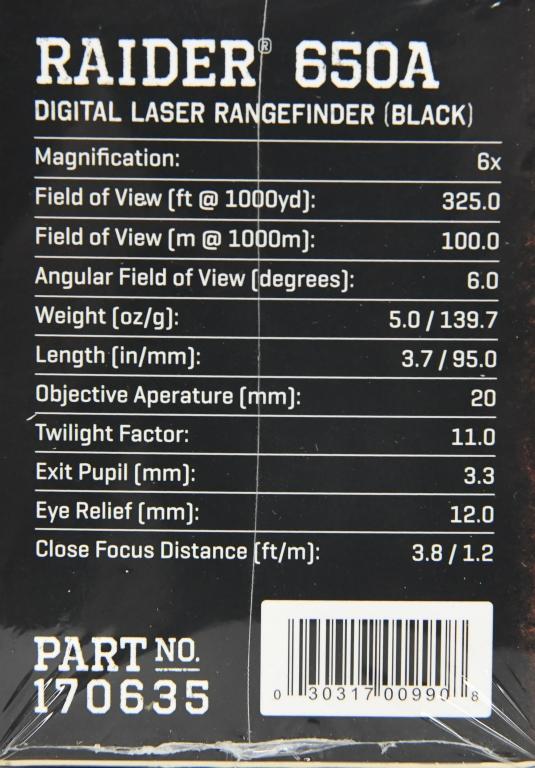 RAIDER® 650A
DIGITAL LASER RANGEFINDER (BLACK)
Magnification: 6x
Field of View (ft @ 1000yd): 325.0
Field of View (m @ 1000m): 100.0
Angular Field of View (degrees): 6.0
Weight (oz/g): 5.0 / 139.7
Length (in/mm): 3.7 / 95.0
Objective Aperature (mm): 20
Twilight Factor: 11.0
Exit Pupil (mm): 3.3
Eye Relief (mm): 12.0
Close Focus Distance (ft/m): 3.8 / 1.2
PART NO.
170635
0 30317 00990 8